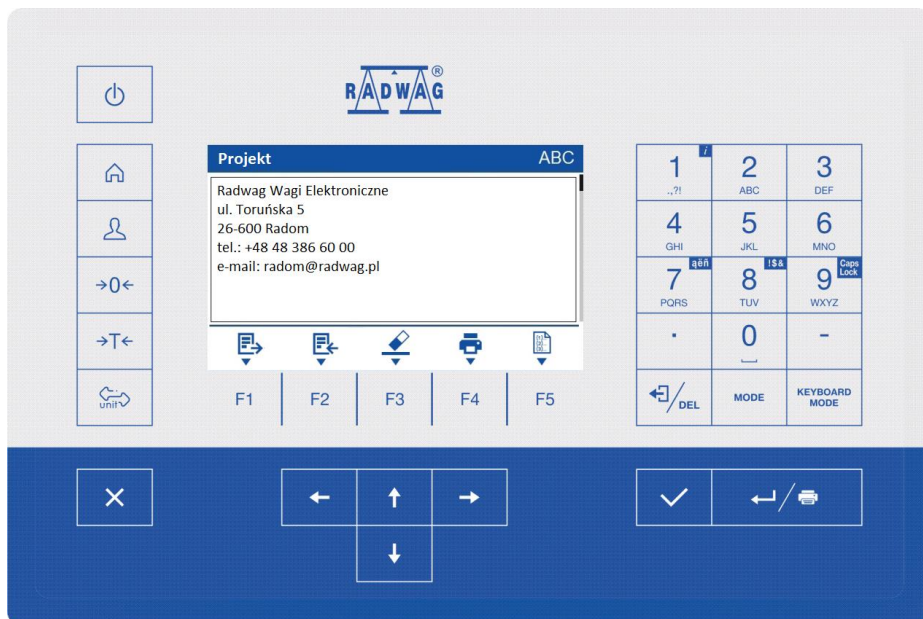 RADWAG®
Projekt ABC
Radwag Wagi Elektroniczne
ul. Toruńska 5
26-600 Radom
tel.: +48 48 386 60 00
e-mail: radom@radwag.pl
F1 F2 F3 F4 F5
→0←
→T←
unit
1 i .,?!
2 ABC
3 DEF
4 GHI
5 JKL
6 MNO
7 ąëñ PQRS
8 !$& TUV
9 Caps Lock WXYZ
.
0
-
DEL
MODE
KEYBOARD MODE